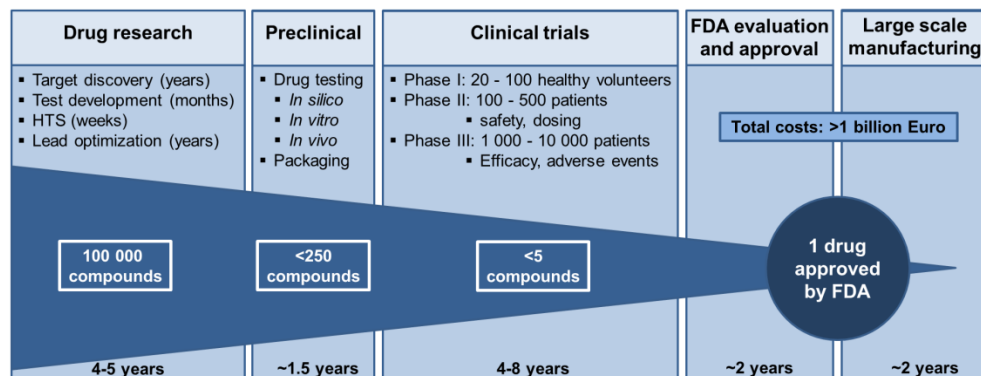 Drug research
▪ Target discovery (years)
▪ Test development (months)
▪ HTS (weeks)
▪ Lead optimization (years)
100 000
compounds
4-5 years
Preclinical
▪ Drug testing
▪ In silico
▪ In vitro
▪ In vivo
▪ Packaging
<250
compounds
~1.5 years
Clinical trials
▪ Phase I: 20 - 100 healthy volunteers
▪ Phase II: 100 - 500 patients
▪ safety, dosing
▪ Phase III: 1 000 - 10 000 patients
▪ Efficacy, adverse events
<5
compounds
4-8 years
FDA evaluation
and approval
Large scale
manufacturing
Total costs: >1 billion Euro
1 drug
approved
by FDA
~2 years
~2 years